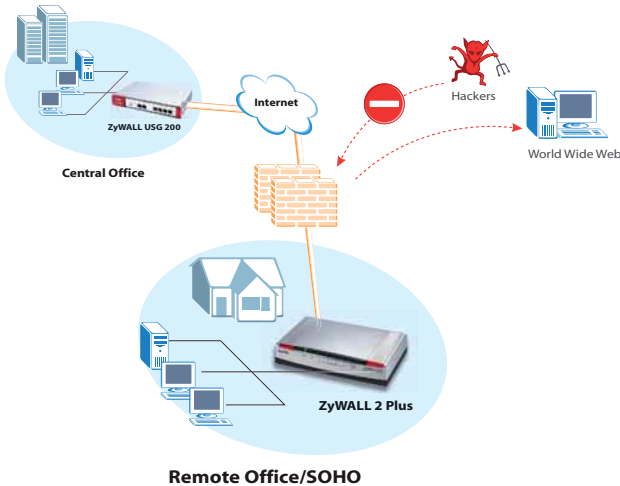 Internet
Hackers
ZyWALL USG 200
World Wide Web
Central Office
ZyWALL 2 Plus
Remote Office/SOHO